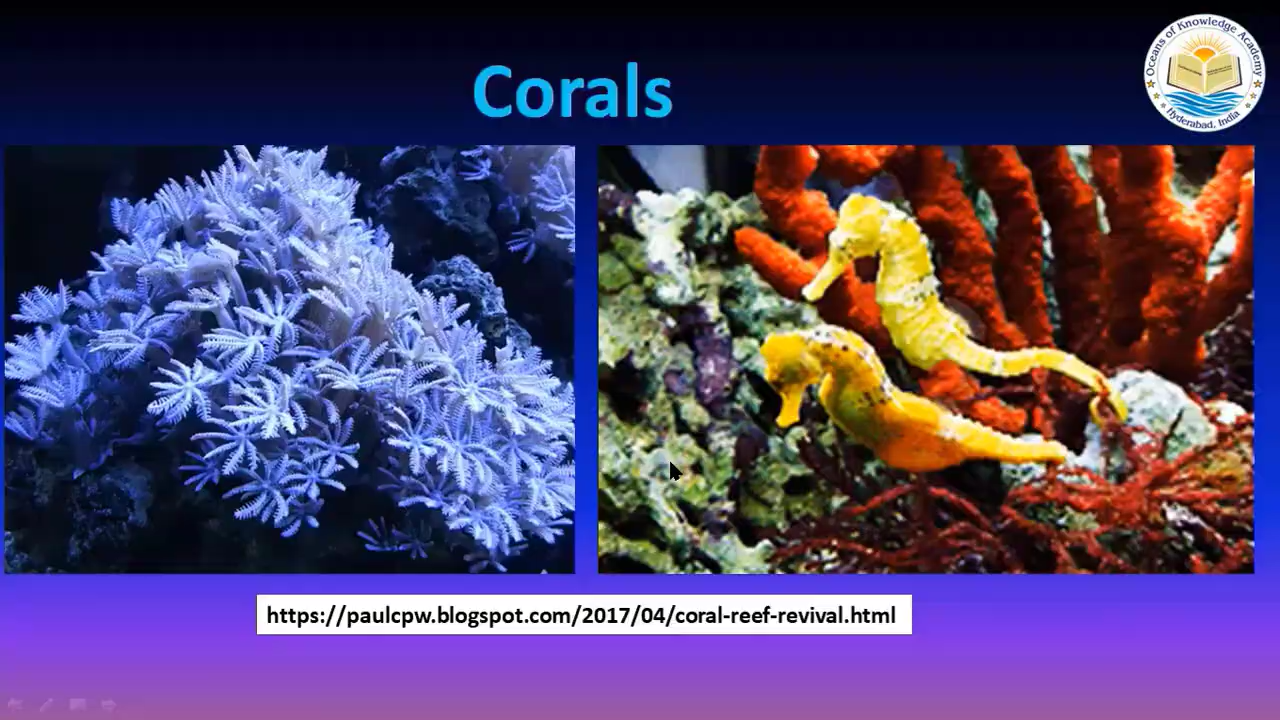 Corals
Oceans of Knowledge Academy
Hyderabad, India
https://paulcpw.blogspot.com/2017/04/coral-reef-revival.html